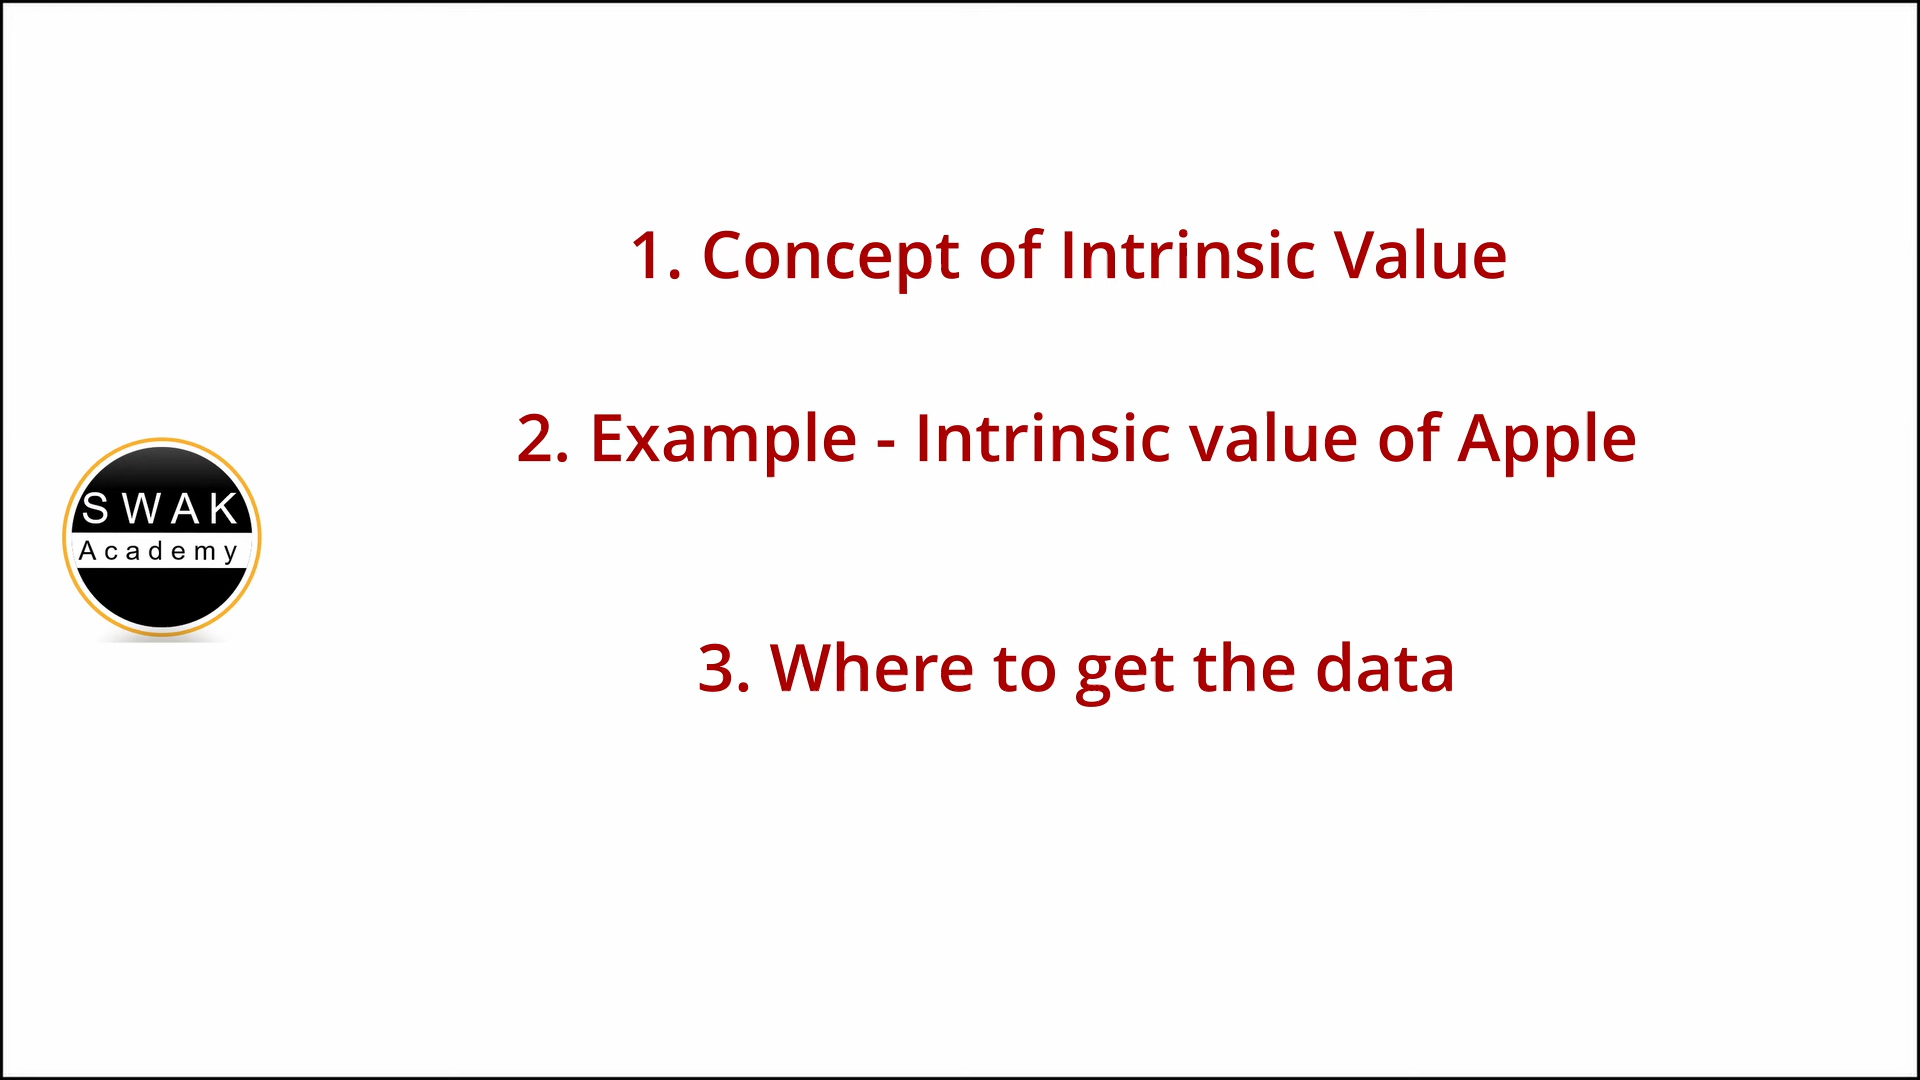 1. Concept of Intrinsic Value
2. Example - Intrinsic value of Apple
SWAK
Academy
3. Where to get the data